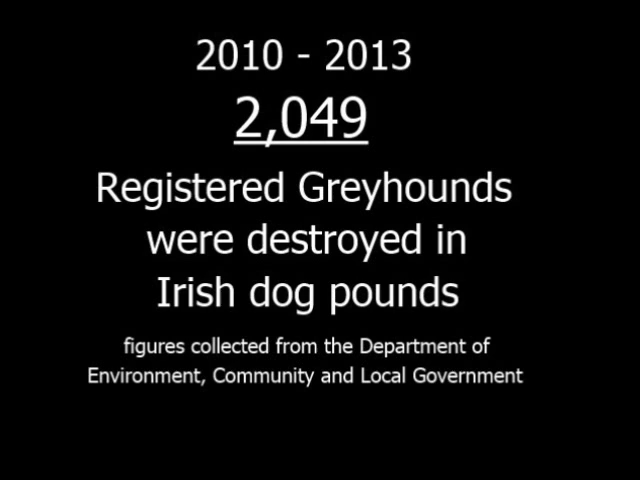 2010 - 2013
2,049
Registered Greyhounds
were destroyed in
Irish dog pounds
figures collected from the Department of
Environment, Community and Local Government